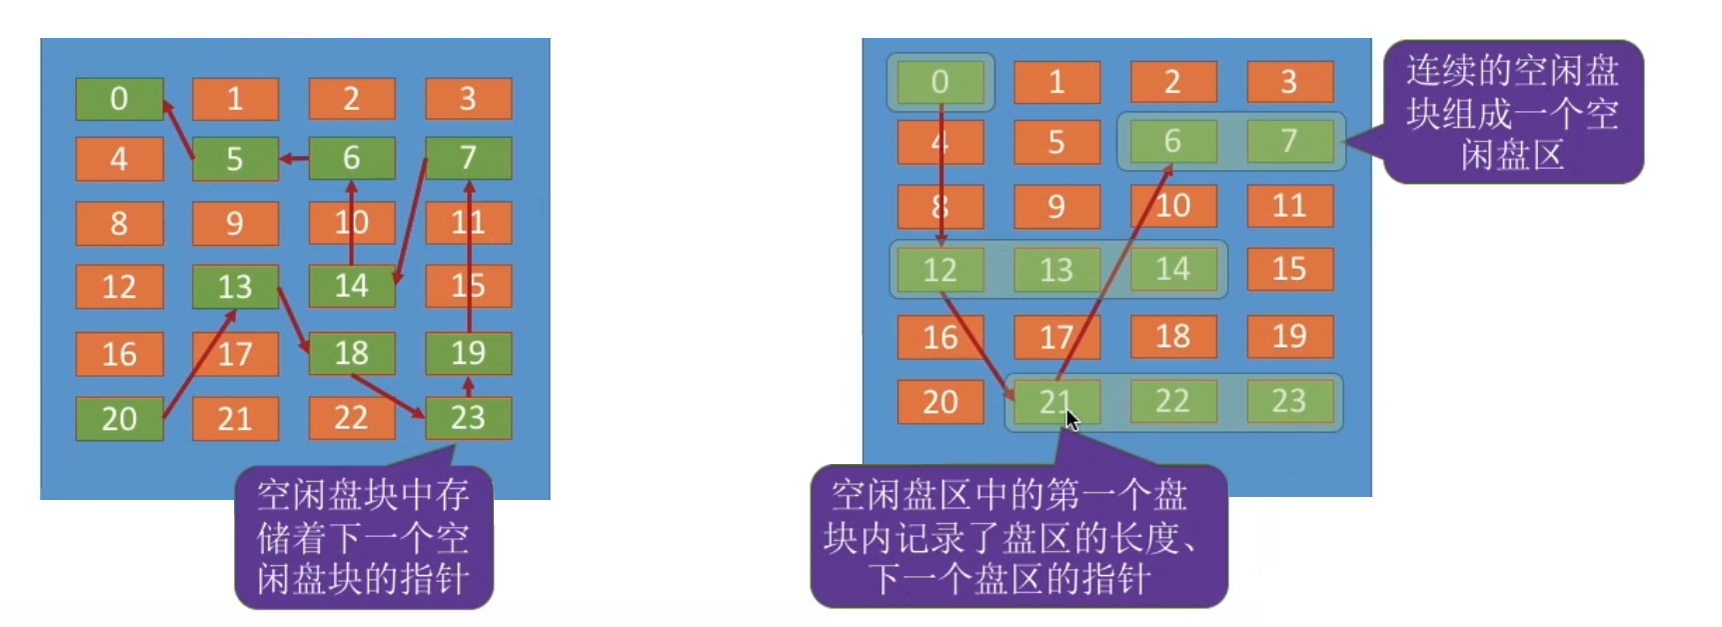 0 1 2 3
4 5 6 7
8 9 10 11
12 13 14 15
16 17 18 19
20 21 22 23
空闲盘块中存
储着下一个空
闲盘块的指针
0 1 2 3
4 5 6 7
8 9 10 11
12 13 14 15
16 17 18 19
20 21 22 23
连续的空闲盘
块组成一个空
闲盘区
空闲盘区中的第一个盘
块内记录了盘区的长度、
下一个盘区的指针